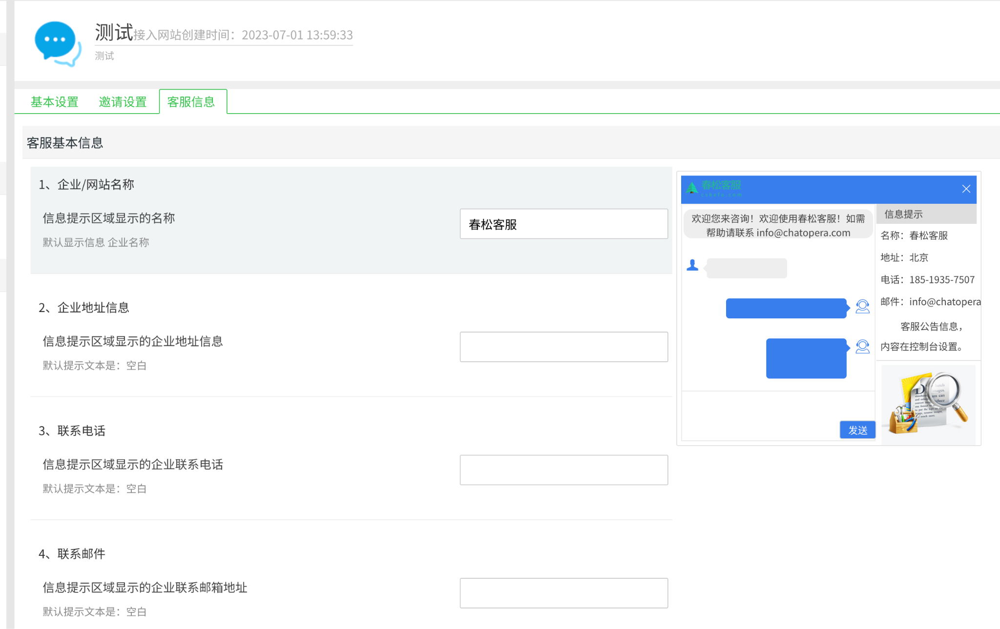 测试接入网站创建时间：2023-07-01 13:59:33
测试
基本设置 邀请设置 客服信息
客服基本信息
1、企业/网站名称
信息提示区域显示的名称
春松客服
默认显示信息 企业名称
2、企业地址信息
信息提示区域显示的企业地址信息
默认提示文本是：空白
3、联系电话
信息提示区域显示的企业联系电话
默认提示文本是：空白
4、联系邮件
信息提示区域显示的企业联系邮箱地址
默认提示文本是：空白
春松客服
cskefu.com
欢迎您来咨询！欢迎使用春松客服！如需
帮助请联系 info@chatopera.com
发送
信息提示
名称：春松客服
地址：北京
电话：185-1935-7507
邮件：info@chatopera
客服公告信息，
内容在控制台设置。